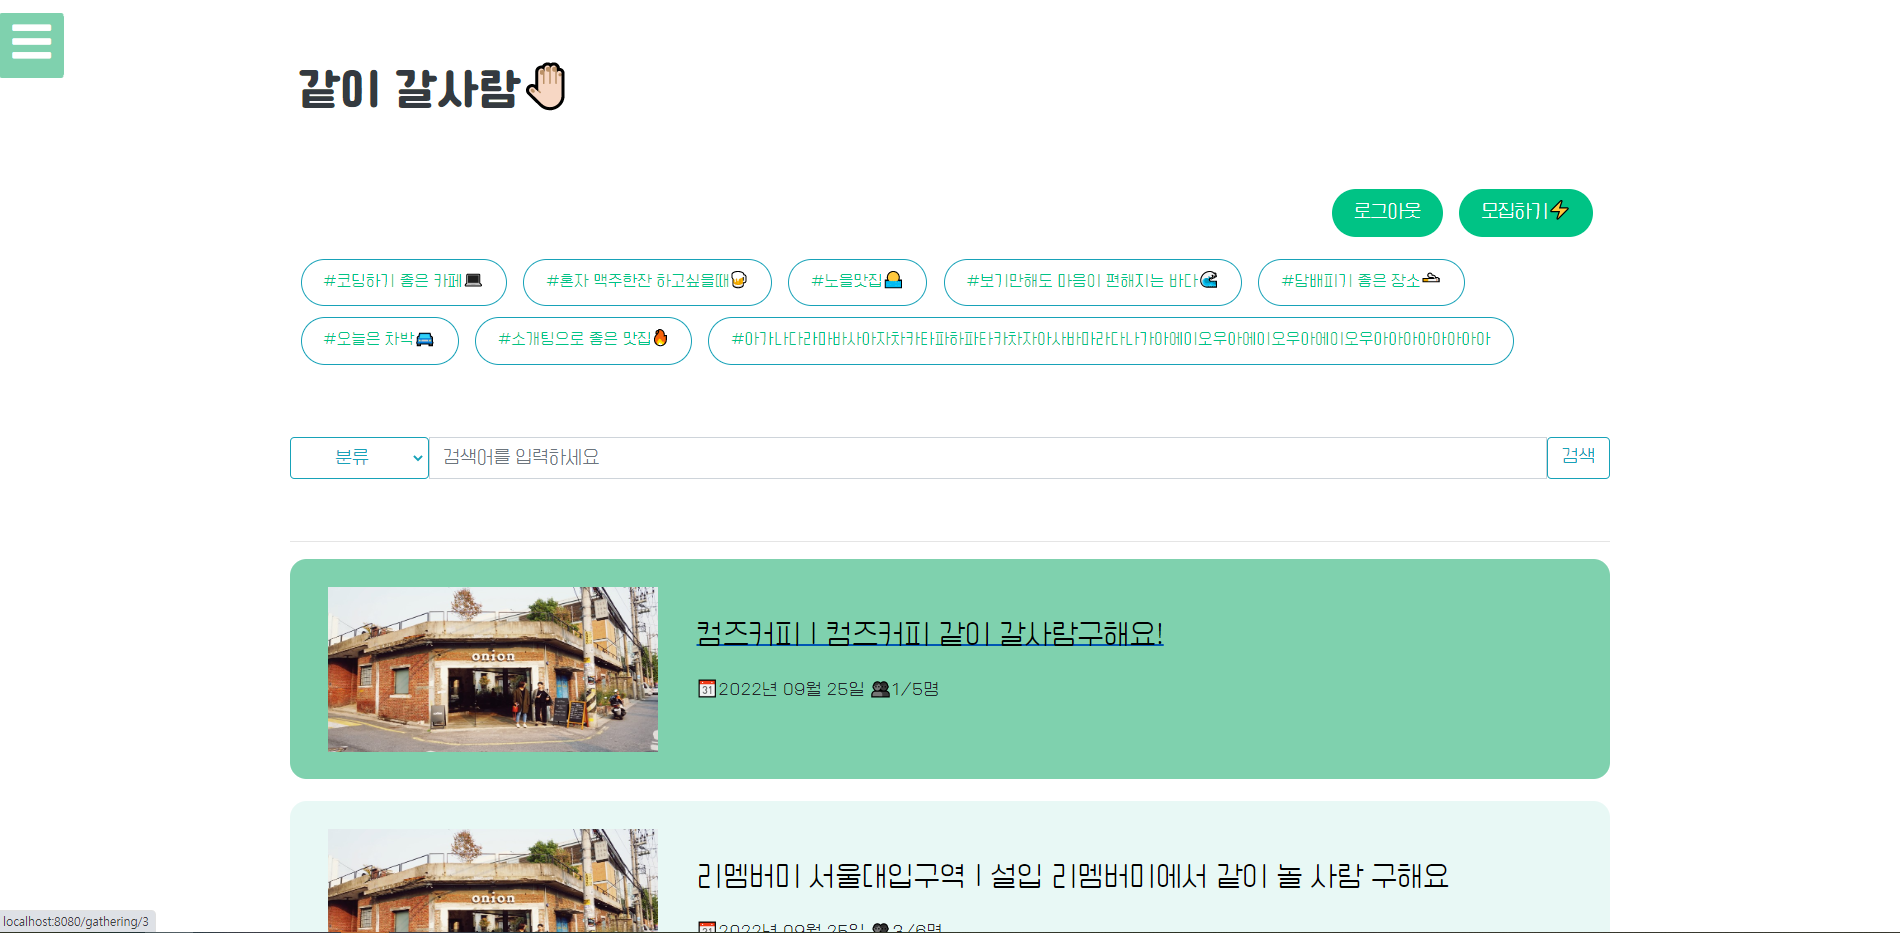 같이 갈사람🤚🏻
로그아웃 모집하기⚡
#코딩하기 좋은 카페💻 #혼자 맥주한잔 하고싶을때🍺 #노을맛집🌅 #보기만해도 마음이 편해지는 바다🌊 #담배피기 좋은 장소🚬
#오늘은 차박🚘 #소개팅으로 좋은 맛집🔥 #아가나다라마바사아자차카타파하파타카차자아사바마라다나가아에이오우아에이오우아에이오우아아아아아아아아
분류 검색어를 입력하세요 검색
onion
컴즈커피 | 컴즈커피 같이 갈사람구해요!
📅2022년 09월 25일 👥1/5명
리멤버미 서울대입구역 | 설입 리멤버미에서 같이 놀 사람 구해요
onion
📅2022년 09월 25일 👥3/6명
localhost:8080/gathering/3